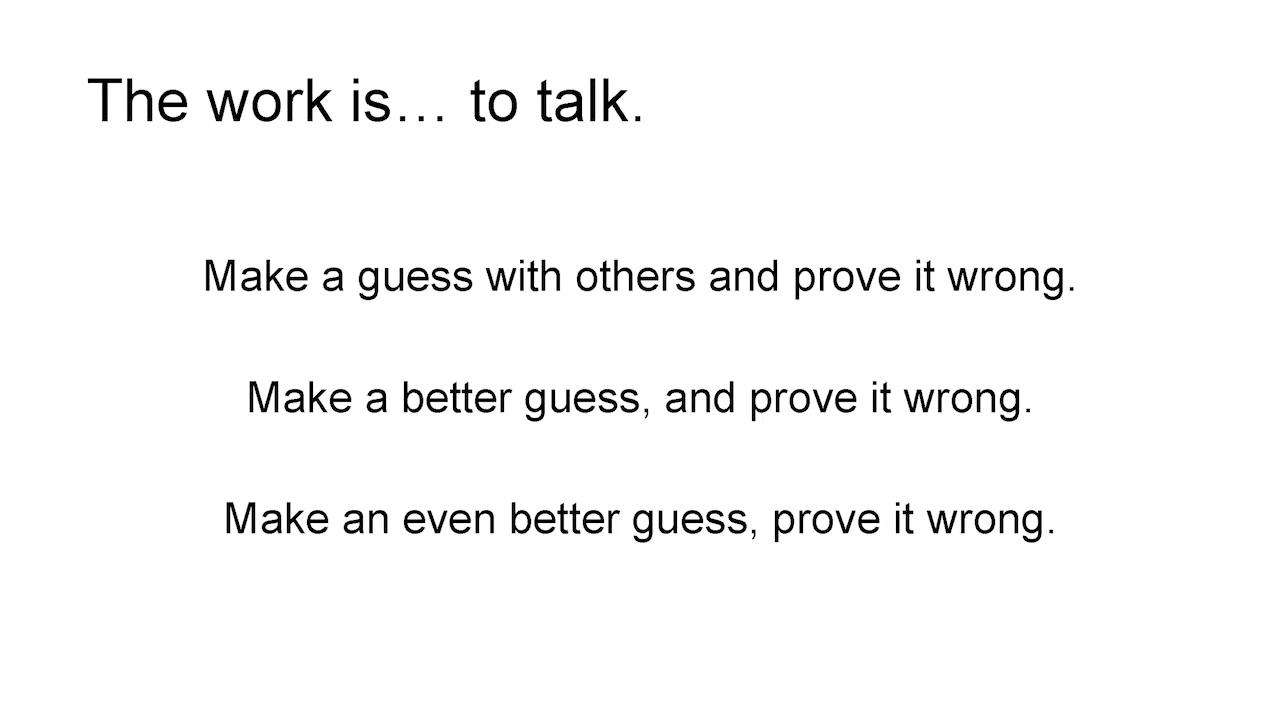 The work is… to talk.
Make a guess with others and prove it wrong.
Make a better guess, and prove it wrong.
Make an even better guess, prove it wrong.